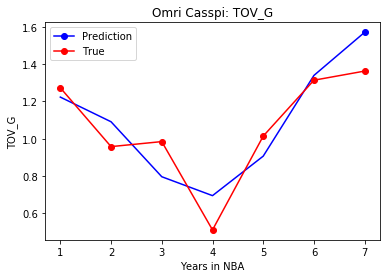 Omri Casspi: TOV_G
Prediction
True
TOV_G
1.6
1.4
1.2
1.0
0.8
0.6
1 2 3 4 5 6 7
Years in NBA